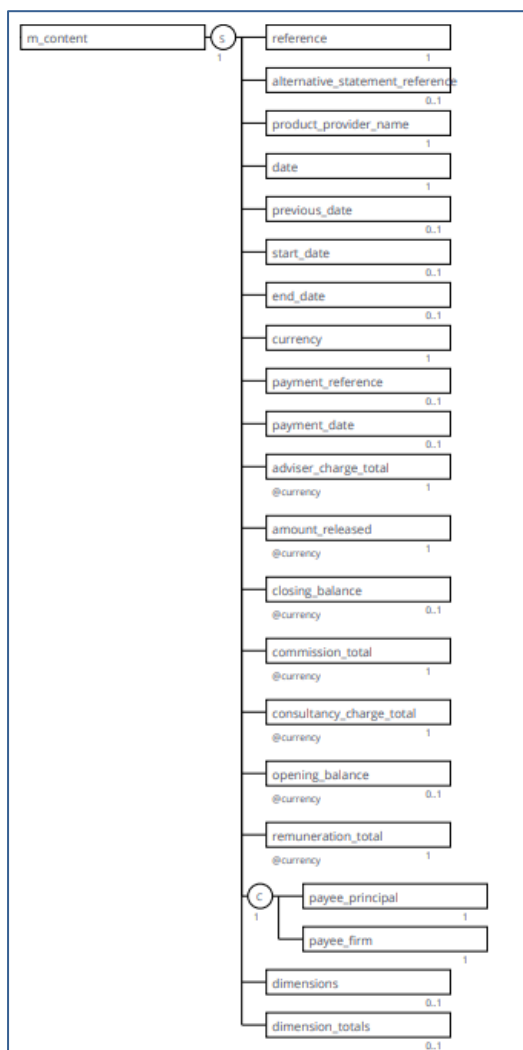 m_content S reference
1 1
alternative_statement_reference
0..1
product_provider_name
1
date
1
previous_date
0..1
start_date
0..1
end_date
0..1
currency
1
payment_reference
0..1
payment_date
0..1
adviser_charge_total
@currency 1
amount_released
@currency 1
closing_balance
@currency 0..1
commission_total
@currency 1
consultancy_charge_total
@currency 1
opening_balance
@currency 0..1
remuneration_total
@currency 1
C payee_principal
1 1
payee_firm
1
dimensions
0..1
dimension_totals
0..1